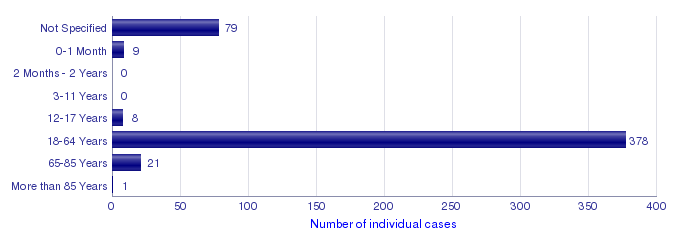 Not Specified 79
0-1 Month 9
2 Months - 2 Years 0
3-11 Years 0
12-17 Years 8
18-64 Years 378
65-85 Years 21
More than 85 Years 1
0 50 100 150 200 250 300 350 400
Number of individual cases